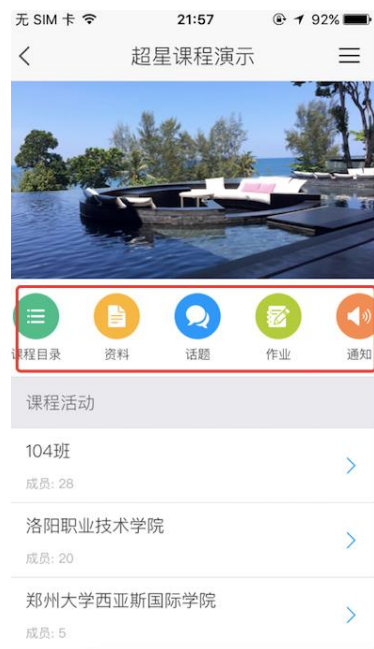 无 SIM 卡 21:57 92%
超星课程演示
课程目录 资料 话题 作业 通知
课程活动
104班
成员: 28
洛阳职业技术学院
成员: 20
郑州大学西亚斯国际学院
成员: 5